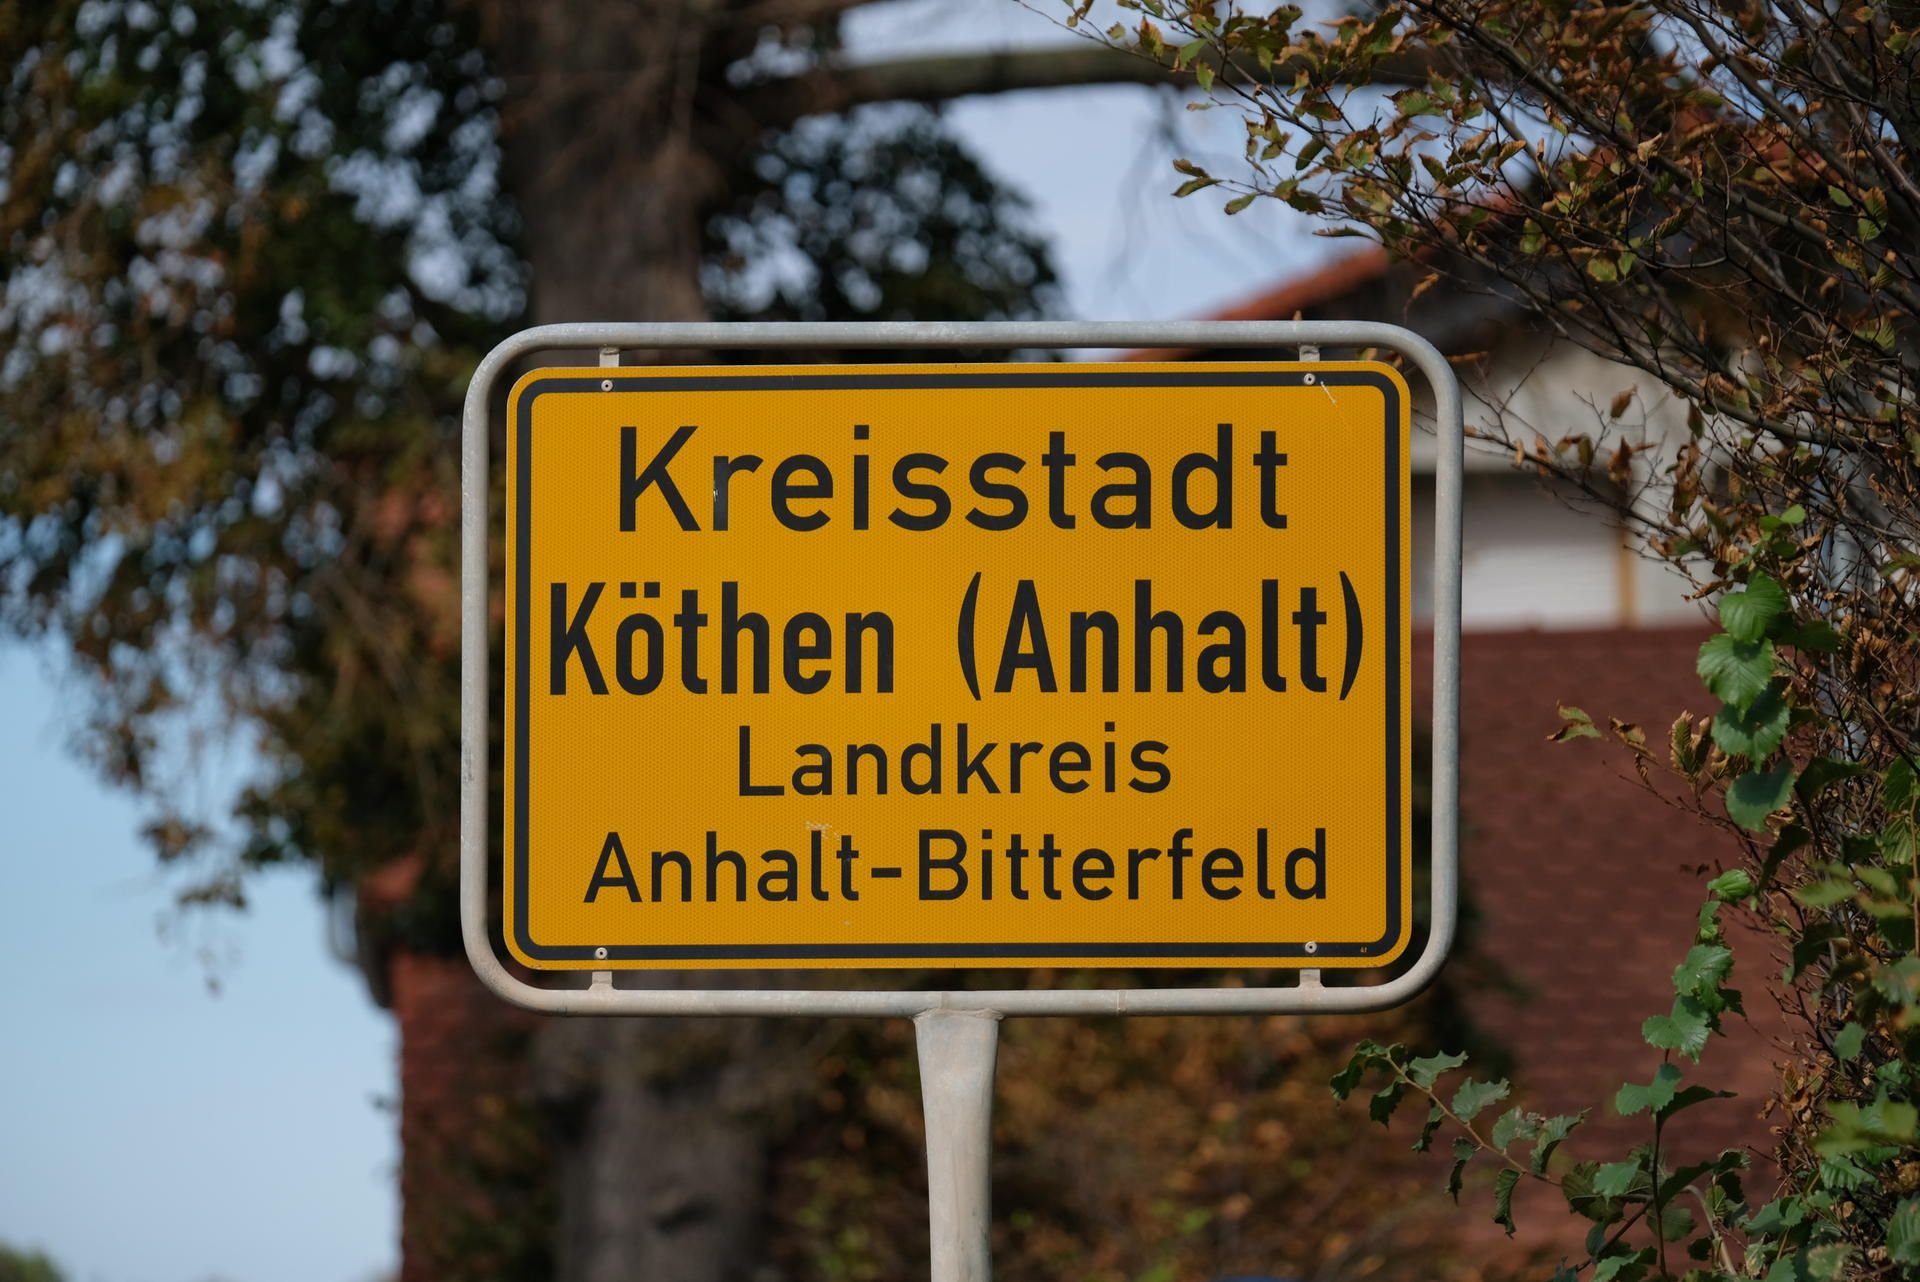 Kreisstadt
Köthen (Anhalt)
Landkreis
Anhalt-Bitterfeld